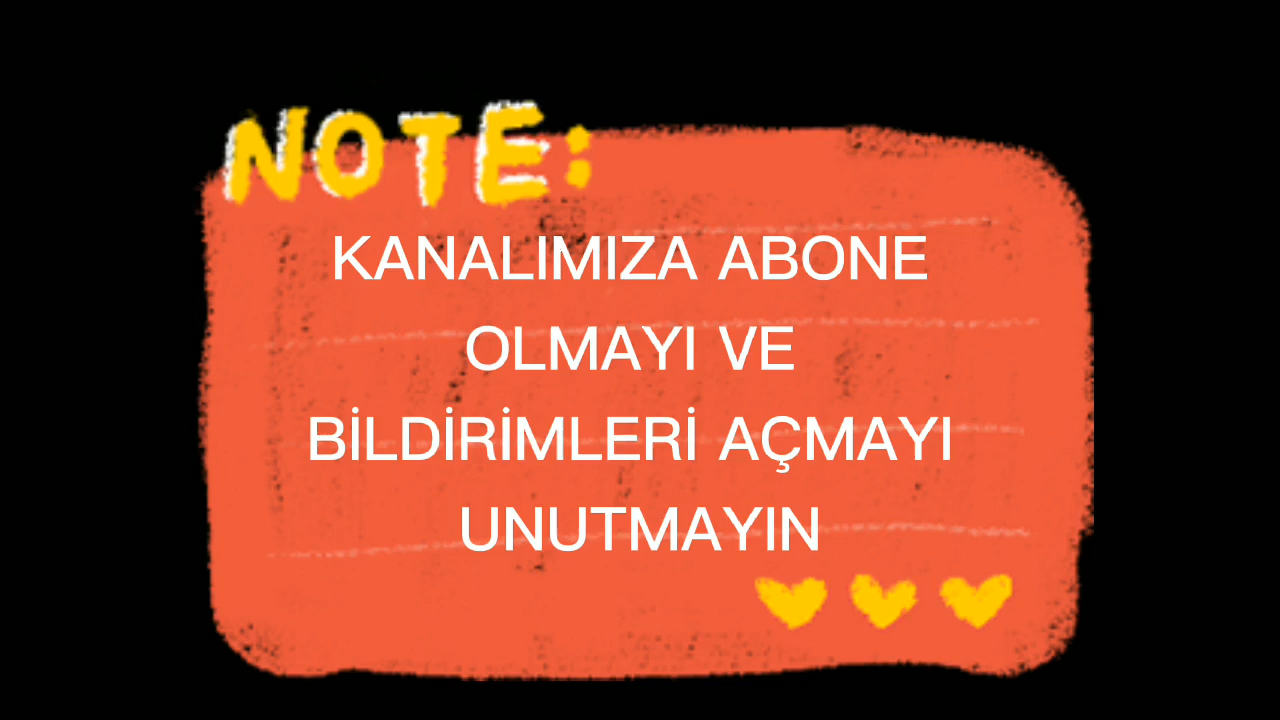 NOTE:
KANALIMIZA ABONE
OLMAYI VE
BİLDİRİMLERİ AÇMAYI
UNUTMAYIN